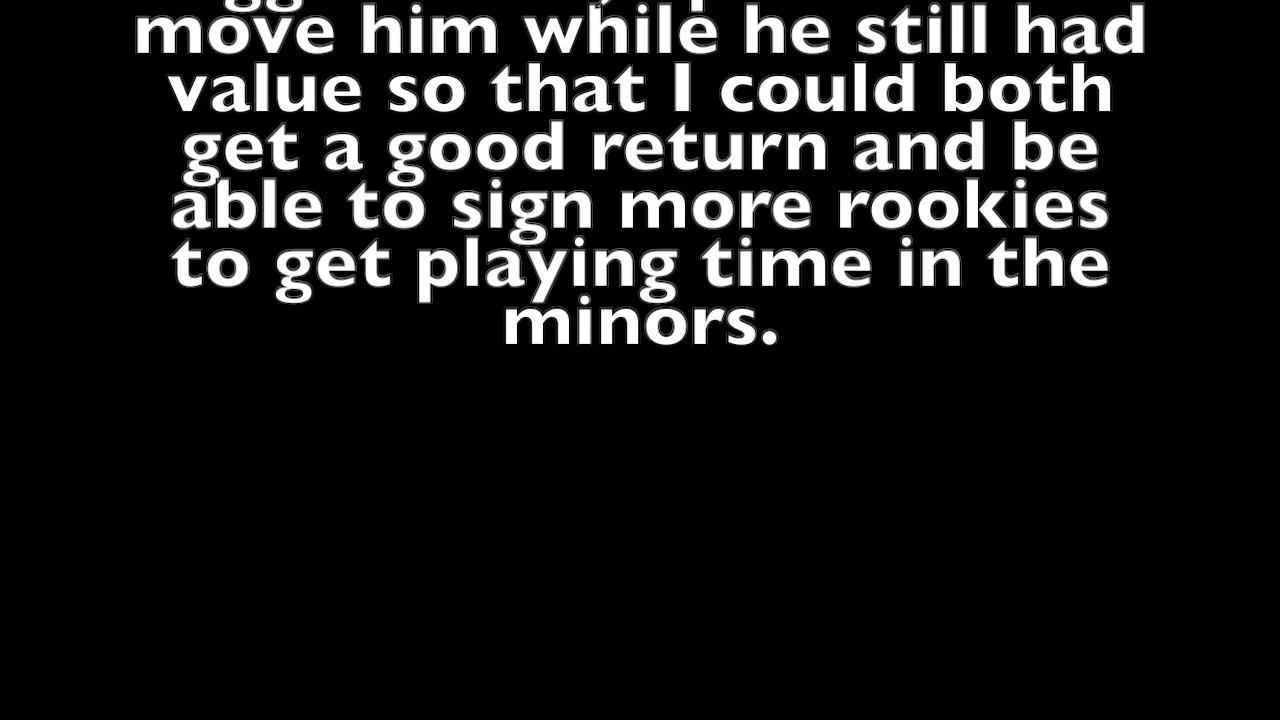 move him while he still had
value so that I could both
get a good return and be
able to sign more rookies
to get playing time in the
minors.